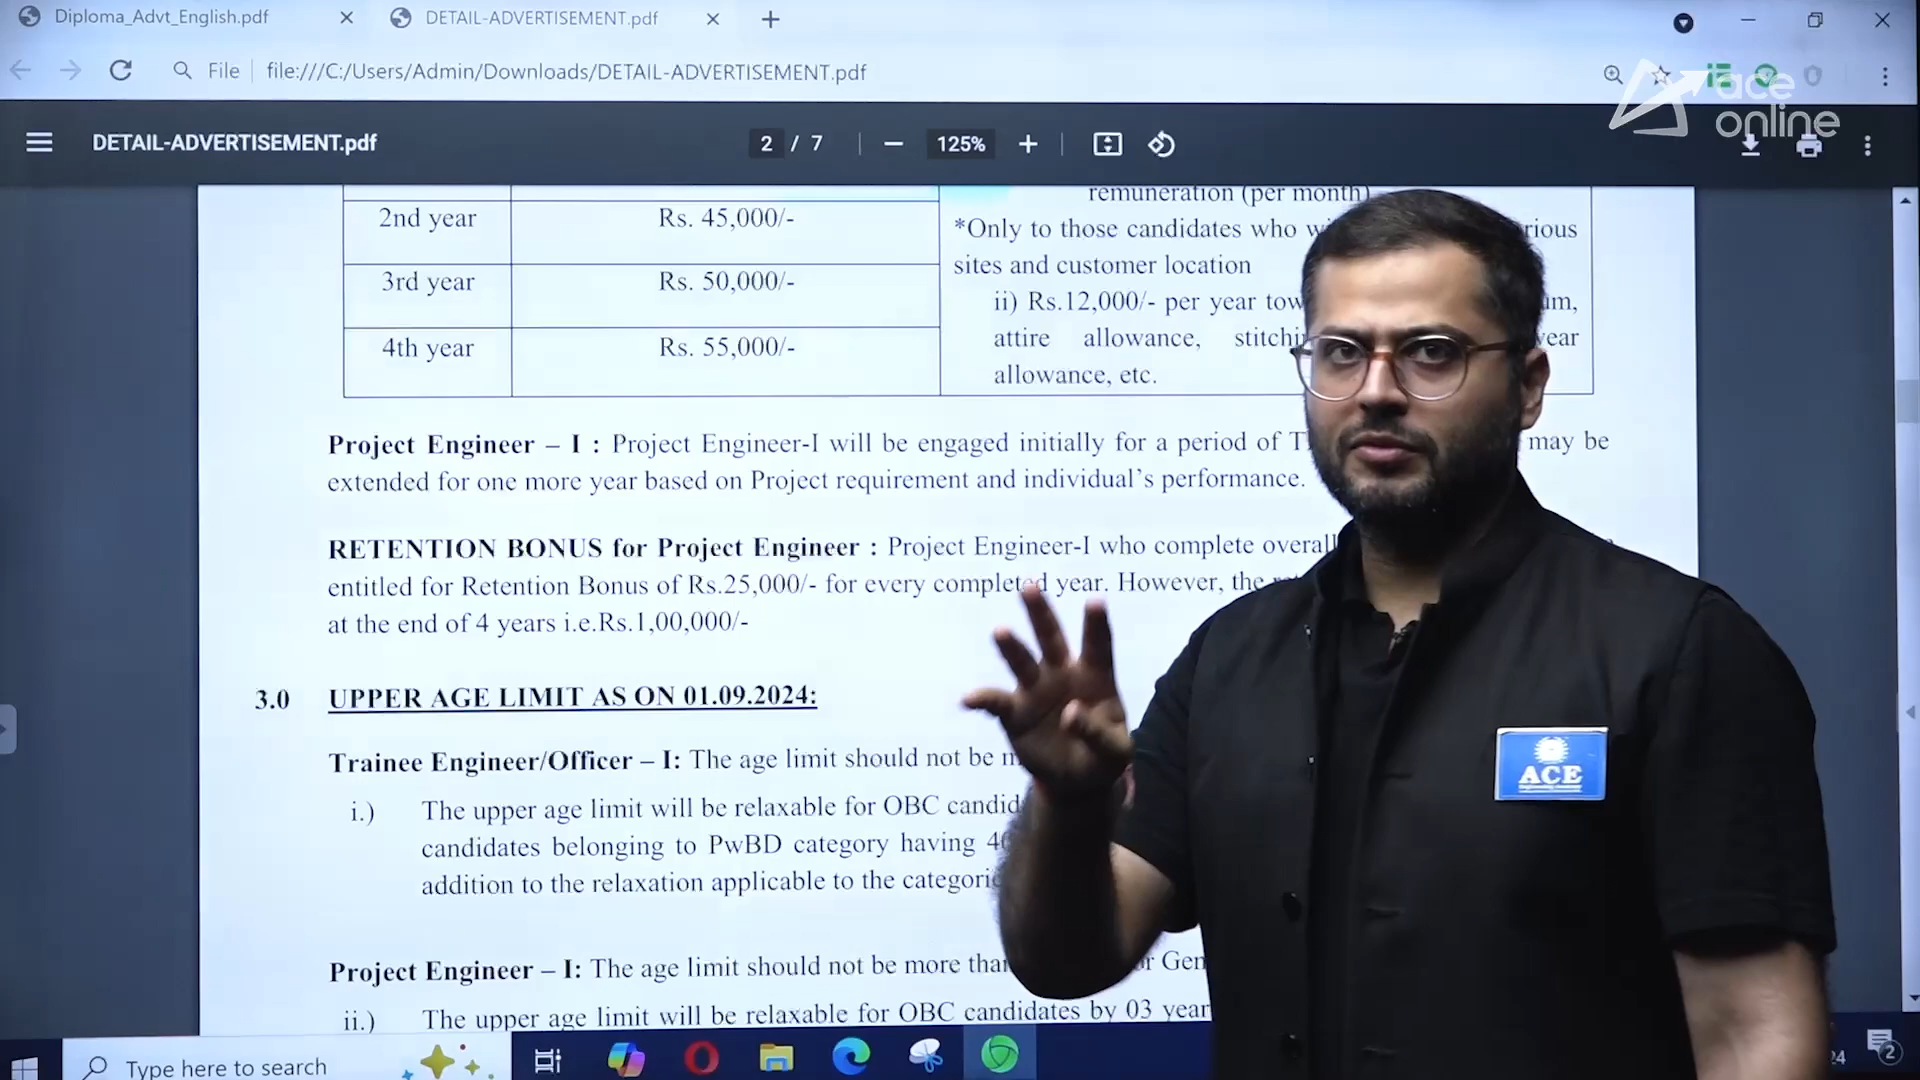 Diploma_Advt_English.pdf
DETAIL-ADVERTISEMENT.pdf
File
file:///C:/Users/Admin/Downloads/DETAIL-ADVERTISEMENT.pdf
ace
online
DETAIL-ADVERTISEMENT.pdf
2 / 7
125%
remuneration (per month)
2nd year
Rs. 45,000/-
*Only to those candidates who
sites and customer location
3rd year
Rs. 50,000/-
ii) Rs.12,000/- per year
attire allowance,
allowance, etc.
4th year
Rs. 55,000/-
Project Engineer – I : Project Engineer-I will be engaged initially for a period of may be
extended for one more year based on Project requirement and individual's performance.
RETENTION BONUS for Project Engineer : Project Engineer-I who complete overall
entitled for Retention Bonus of Rs.25,000/- for every completed year. However, the
at the end of 4 years i.e.Rs.1,00,000/-
3.0 UPPER AGE LIMIT AS ON 01.09.2024:
Trainee Engineer/Officer – I: The age limit should not be
i.) The upper age limit will be relaxable for OBC
candidates belonging to PwBD category having
addition to the relaxation applicable to the
Project Engineer – I: The age limit should not be more
ii.) The upper age limit will be relaxable for OBC candidates by 03
ACE
Type here to search
2